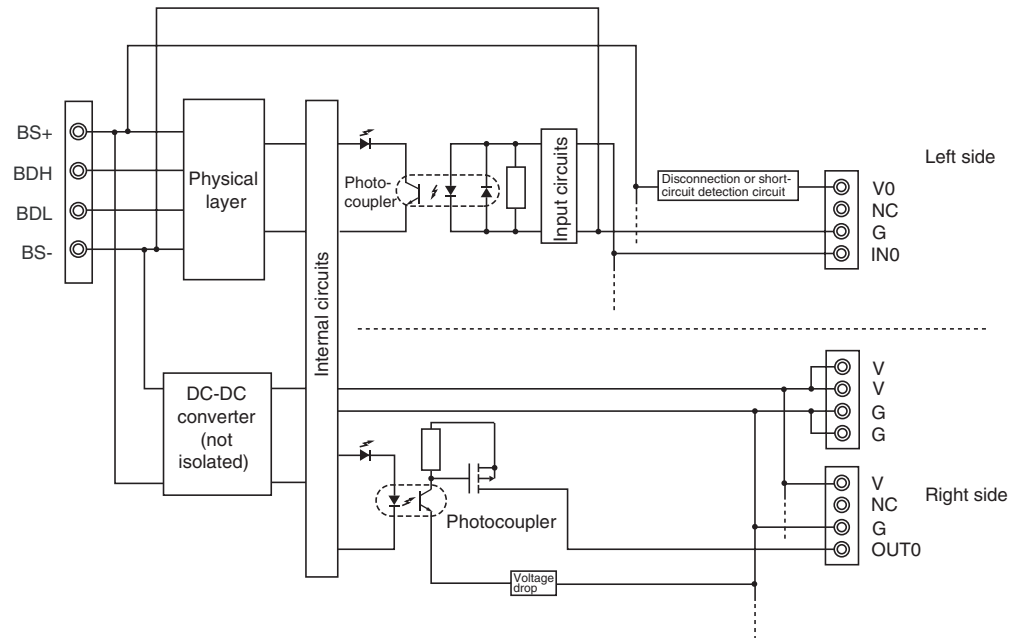 BS+
BDH
BDL
BS-
Physical
layer
Internal circuits
Photo-
coupler
Input circuits
Disconnection or short-
circuit detection circuit
Left side
V0
NC
G
IN0
DC-DC
converter
(not
isolated)
Photocoupler
Voltage
drop
V
V
G
G
Right side
V
NC
G
OUT0